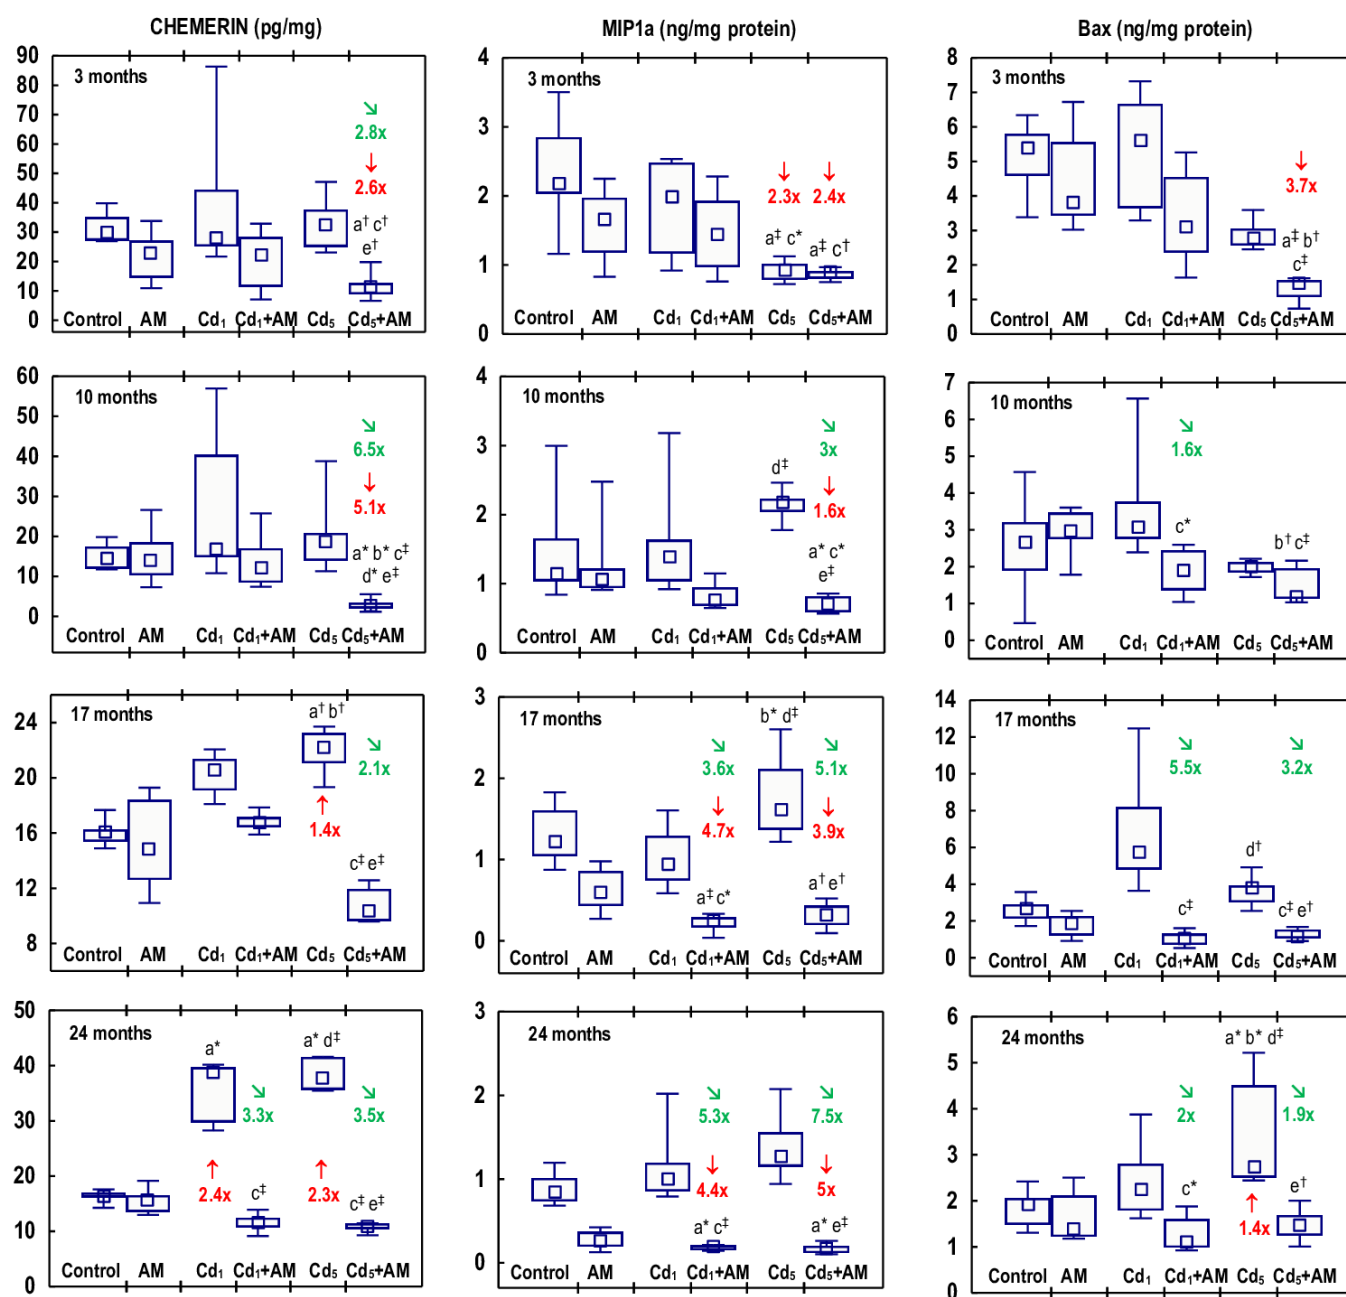 CHEMERIN (pg/mg)
90
80
70
60
50
40
30
20
10
0
3 months
2.8x
↓
2.6x
a† c†
e†
Control AM Cd₁ Cd₁+AM Cd₅ Cd₅+AM
MIP1a (ng/mg protein)
4
3
2
1
0
3 months
↓ ↓
2.3x 2.4x
a‡ c* a‡ c†
Control AM Cd₁ Cd₁+AM Cd₅ Cd₅+AM
Bax (ng/mg protein)
8
7
6
5
4
3
2
1
0
3 months
↓
3.7x
a‡ b†
c‡
Control AM Cd₁ Cd₁+AM Cd₅ Cd₅+AM
60
50
40
30
20
10
0
10 months
6.5x
↓
5.1x
a* b* c‡
d* e‡
Control AM Cd₁ Cd₁+AM Cd₅ Cd₅+AM
4
3
2
1
0
10 months
3x
d‡ ↓
1.6x
a* c*
e‡
Control AM Cd₁ Cd₁+AM Cd₅ Cd₅+AM
7
6
5
4
3
2
1
0
10 months
1.6x
c* b† c‡
Control AM Cd₁ Cd₁+AM Cd₅ Cd₅+AM
24
20
16
12
8
17 months
a† b†
2.1x
↑
1.4x
c‡ e‡
Control AM Cd₁ Cd₁+AM Cd₅ Cd₅+AM
3
2
1
0
17 months
b* d‡
3.6x 5.1x
↓ ↓
4.7x 3.9x
a‡ c* a† e†
Control AM Cd₁ Cd₁+AM Cd₅ Cd₅+AM
14
12
10
8
6
4
2
0
17 months
5.5x 3.2x
d†
c‡ c‡ e†
Control AM Cd₁ Cd₁+AM Cd₅ Cd₅+AM
50
40
30
20
10
0
24 months
a* a* d‡
3.3x 3.5x
↑ ↑
2.4x 2.3x
c‡ c‡ e‡
Control AM Cd₁ Cd₁+AM Cd₅ Cd₅+AM
3
2
1
0
24 months
5.3x 7.5x
↓ ↓
4.4x 5x
a* c‡ a* e‡
Control AM Cd₁ Cd₁+AM Cd₅ Cd₅+AM
6
5
4
3
2
1
0
24 months
a* b* d‡
2x 1.9x
c* e†
↑
1.4x
Control AM Cd₁ Cd₁+AM Cd₅ Cd₅+AM